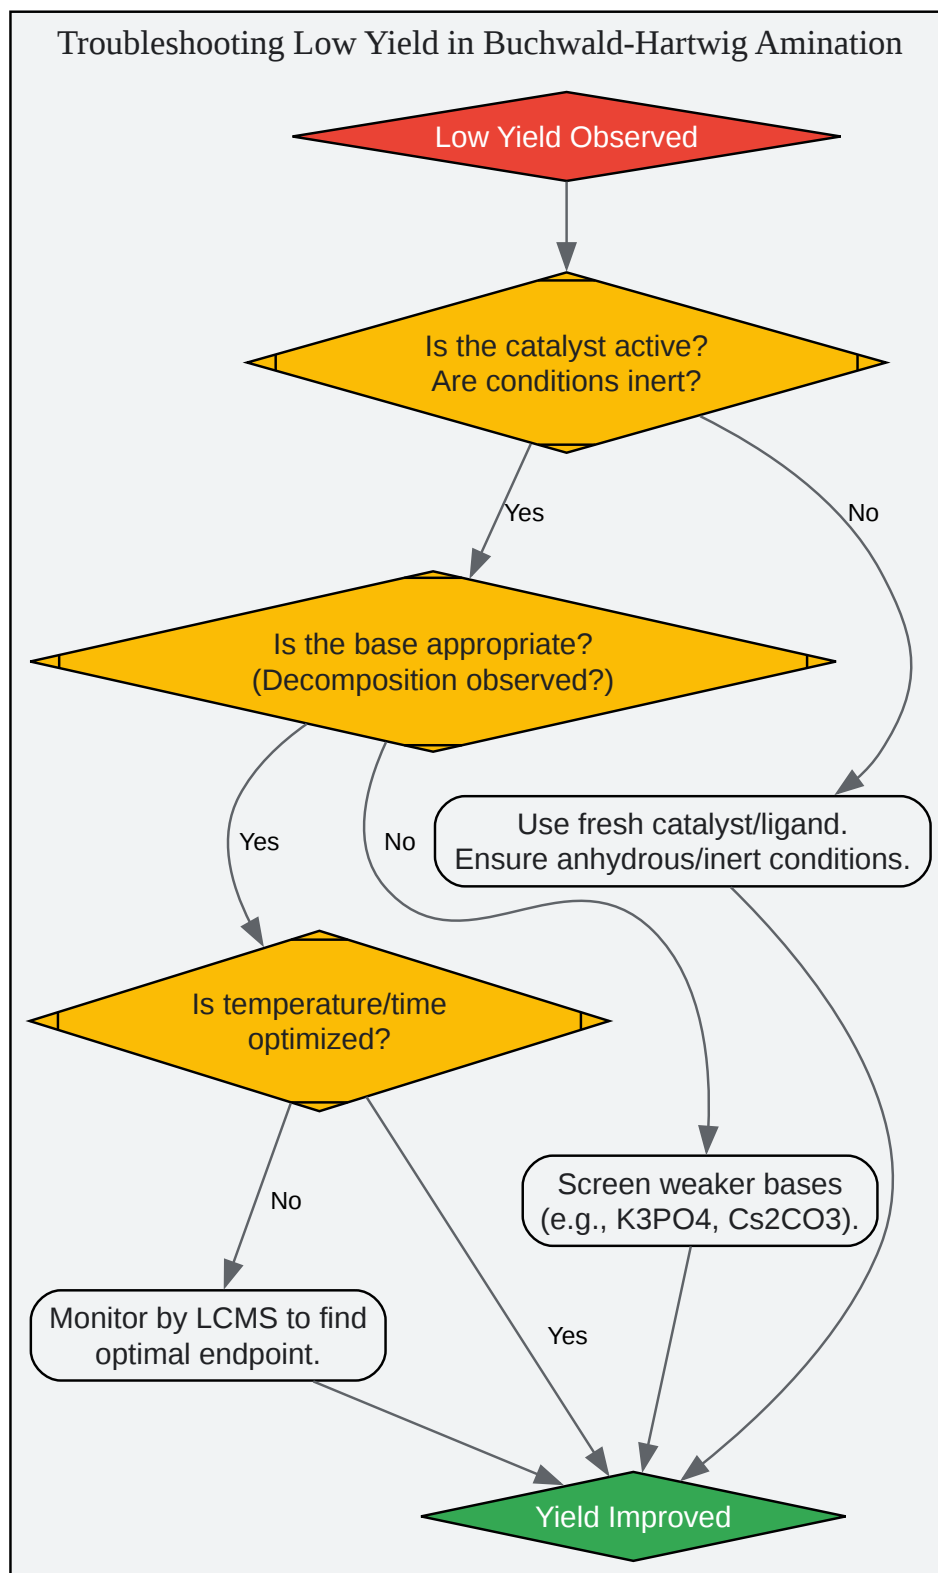 Troubleshooting Low Yield in Buchwald-Hartwig Amination
Low Yield Observed
Is the catalyst active?
Are conditions inert?
Yes
No
Is the base appropriate?
(Decomposition observed?)
Yes
No
Use fresh catalyst/ligand.
Ensure anhydrous/inert conditions.
Is temperature/time
optimized?
No
Yes
Screen weaker bases
(e.g., K3PO4, Cs2CO3).
Monitor by LCMS to find
optimal endpoint.
Yield Improved